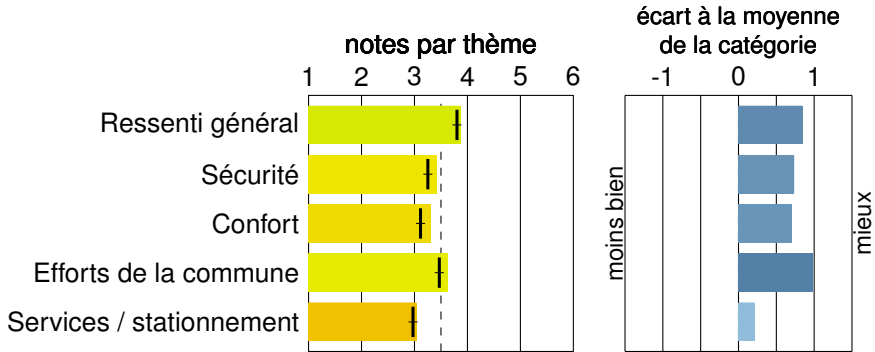 écart à la moyenne
de la catégorie
notes par thème
1 2 3 4 5 6
-1 0 1
Ressenti général
Sécurité
Confort
Efforts de la commune
Services / stationnement
moins bien
mieux